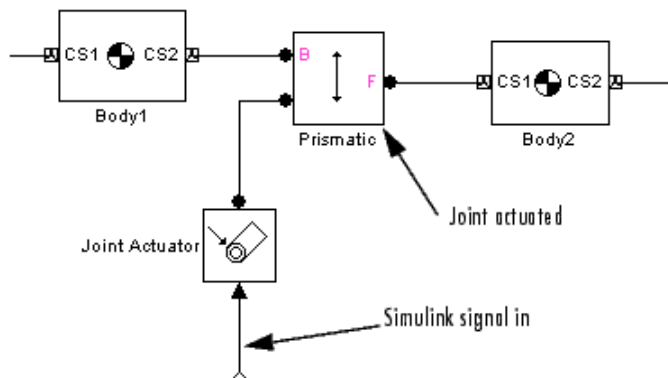 CS1 CS2
Body1
B
F
Prismatic
CS1 CS2
Body2
Joint actuated
Joint Actuator
Simulink signal in